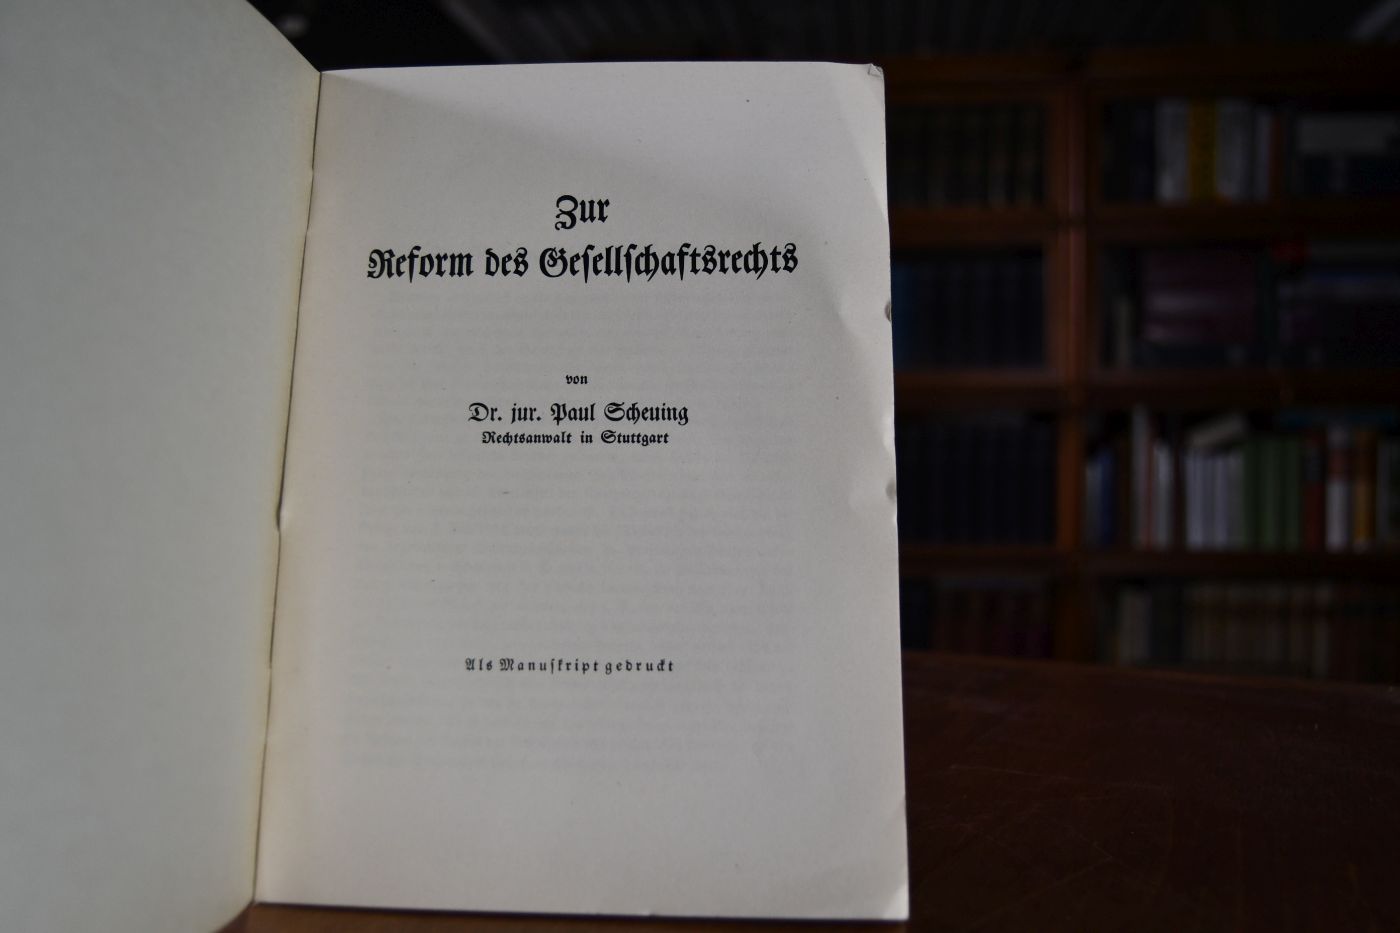 Zur
Reform des Geſellſchaftsrechts
von
Dr. jur. Paul Scheuing
Rechtsanwalt in Stuttgart
Als Manuſkript gedruckt